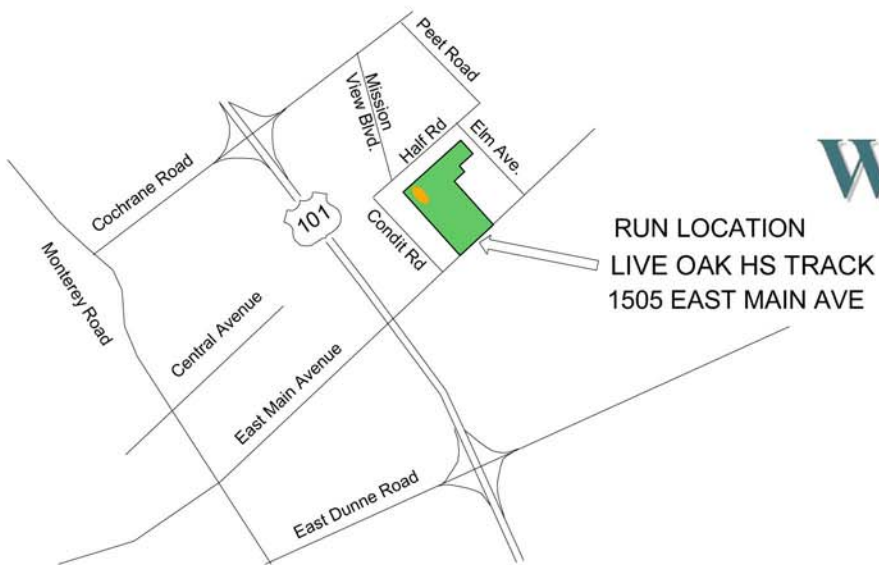 Peet Road
Mission
View Blvd.
Half Rd
Elm Ave.
W
Cochrane Road
101
Condit Rd
RUN LOCATION
LIVE OAK HS TRACK
1505 EAST MAIN AVE
Monterey Road
Central Avenue
East Main Avenue
East Dunne Road